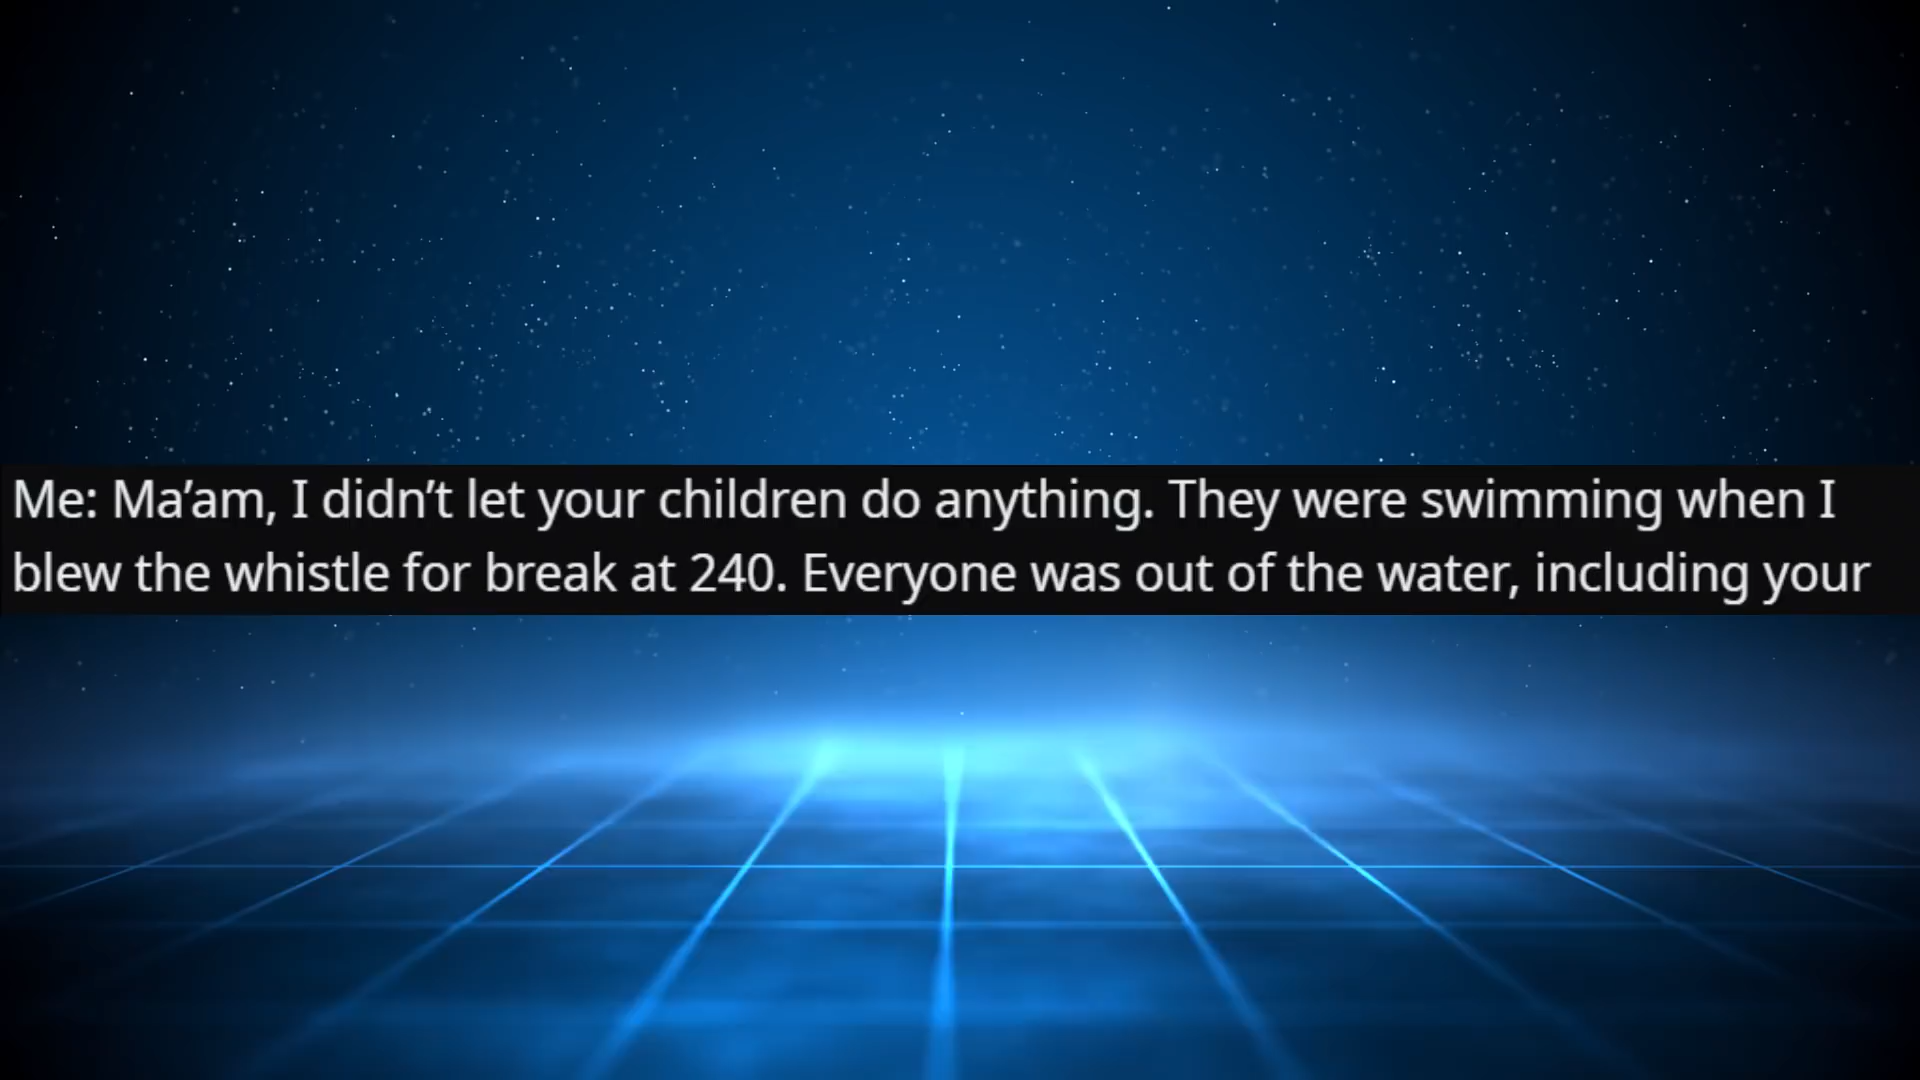 Me: Ma’am, I didn’t let your children do anything. They were swimming when I
blew the whistle for break at 240. Everyone was out of the water, including your